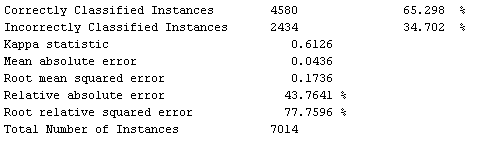 Correctly Classified Instances 4580 65.298 %
Incorrectly Classified Instances 2434 34.702 %
Kappa statistic 0.6126
Mean absolute error 0.0436
Root mean squared error 0.1736
Relative absolute error 43.7641 %
Root relative squared error 77.7596 %
Total Number of Instances 7014